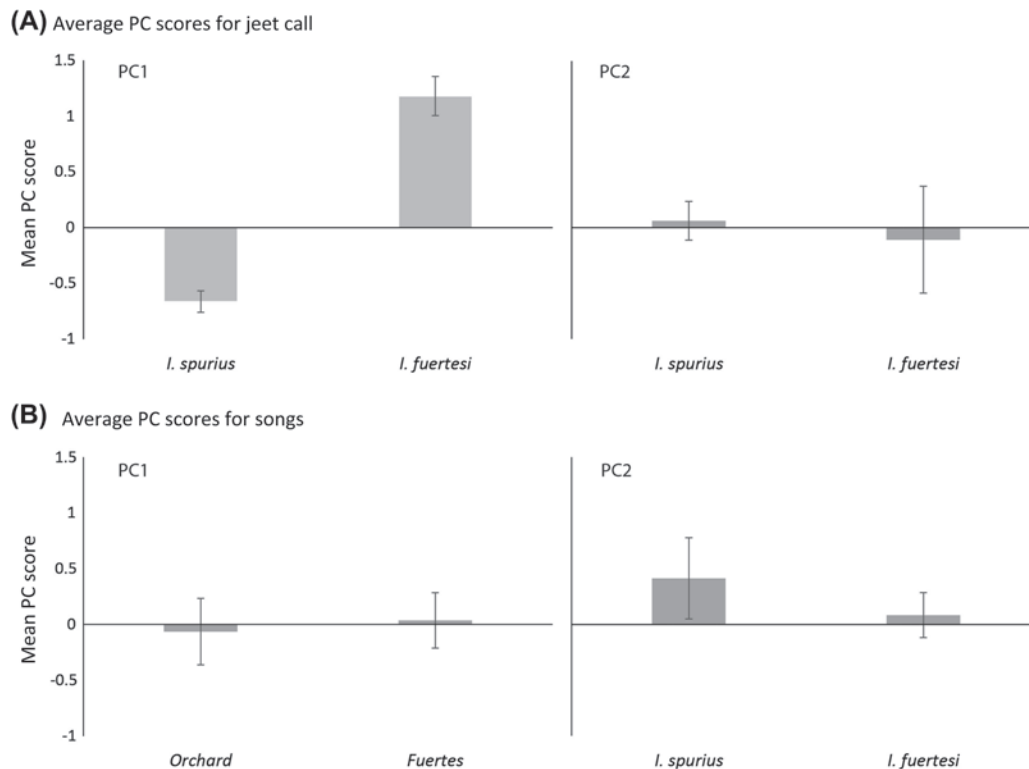 (A) Average PC scores for jeet call
PC1
PC2
1.5
1
0.5
0
-0.5
-1
Mean PC score
I. spurius
I. fuertesi
I. spurius
I. fuertesi
(B) Average PC scores for songs
PC1
PC2
1.5
1
0.5
0
-0.5
-1
Mean PC score
Orchard
Fuertes
I. spurius
I. fuertesi